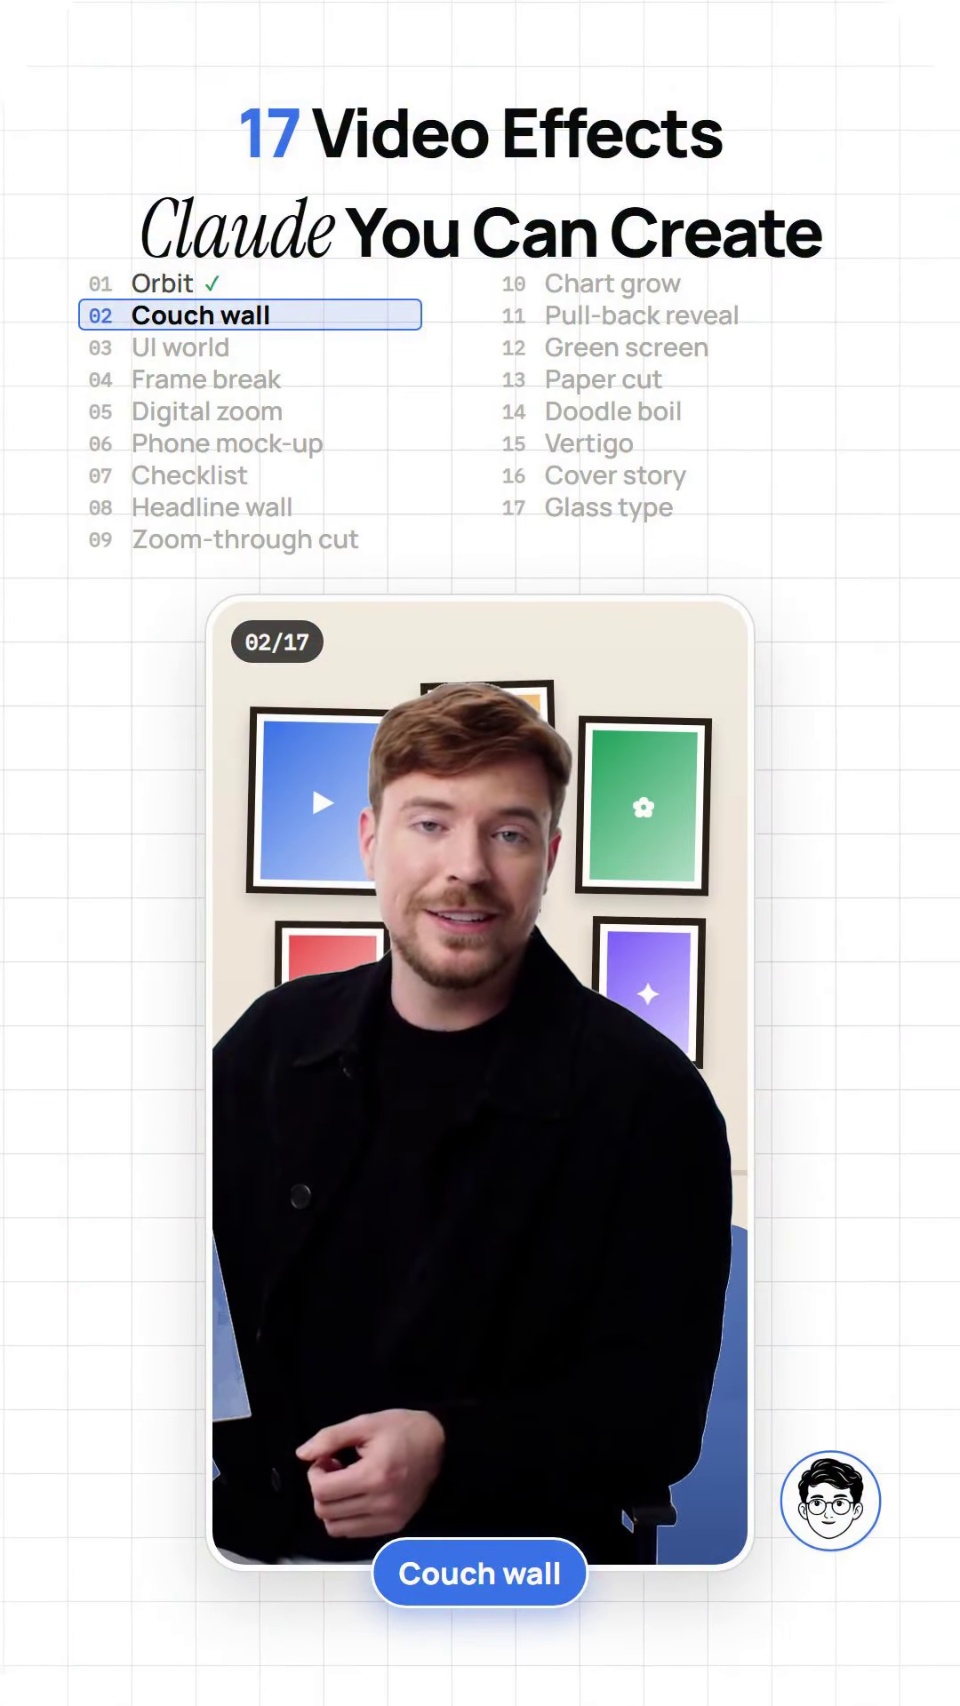 17 Video Effects
Claude You Can Create
01 Orbit ✓
02 Couch wall
03 UI world
04 Frame break
05 Digital zoom
06 Phone mock-up
07 Checklist
08 Headline wall
09 Zoom-through cut
10 Chart grow
11 Pull-back reveal
12 Green screen
13 Paper cut
14 Doodle boil
15 Vertigo
16 Cover story
17 Glass type
02/17
Couch wall